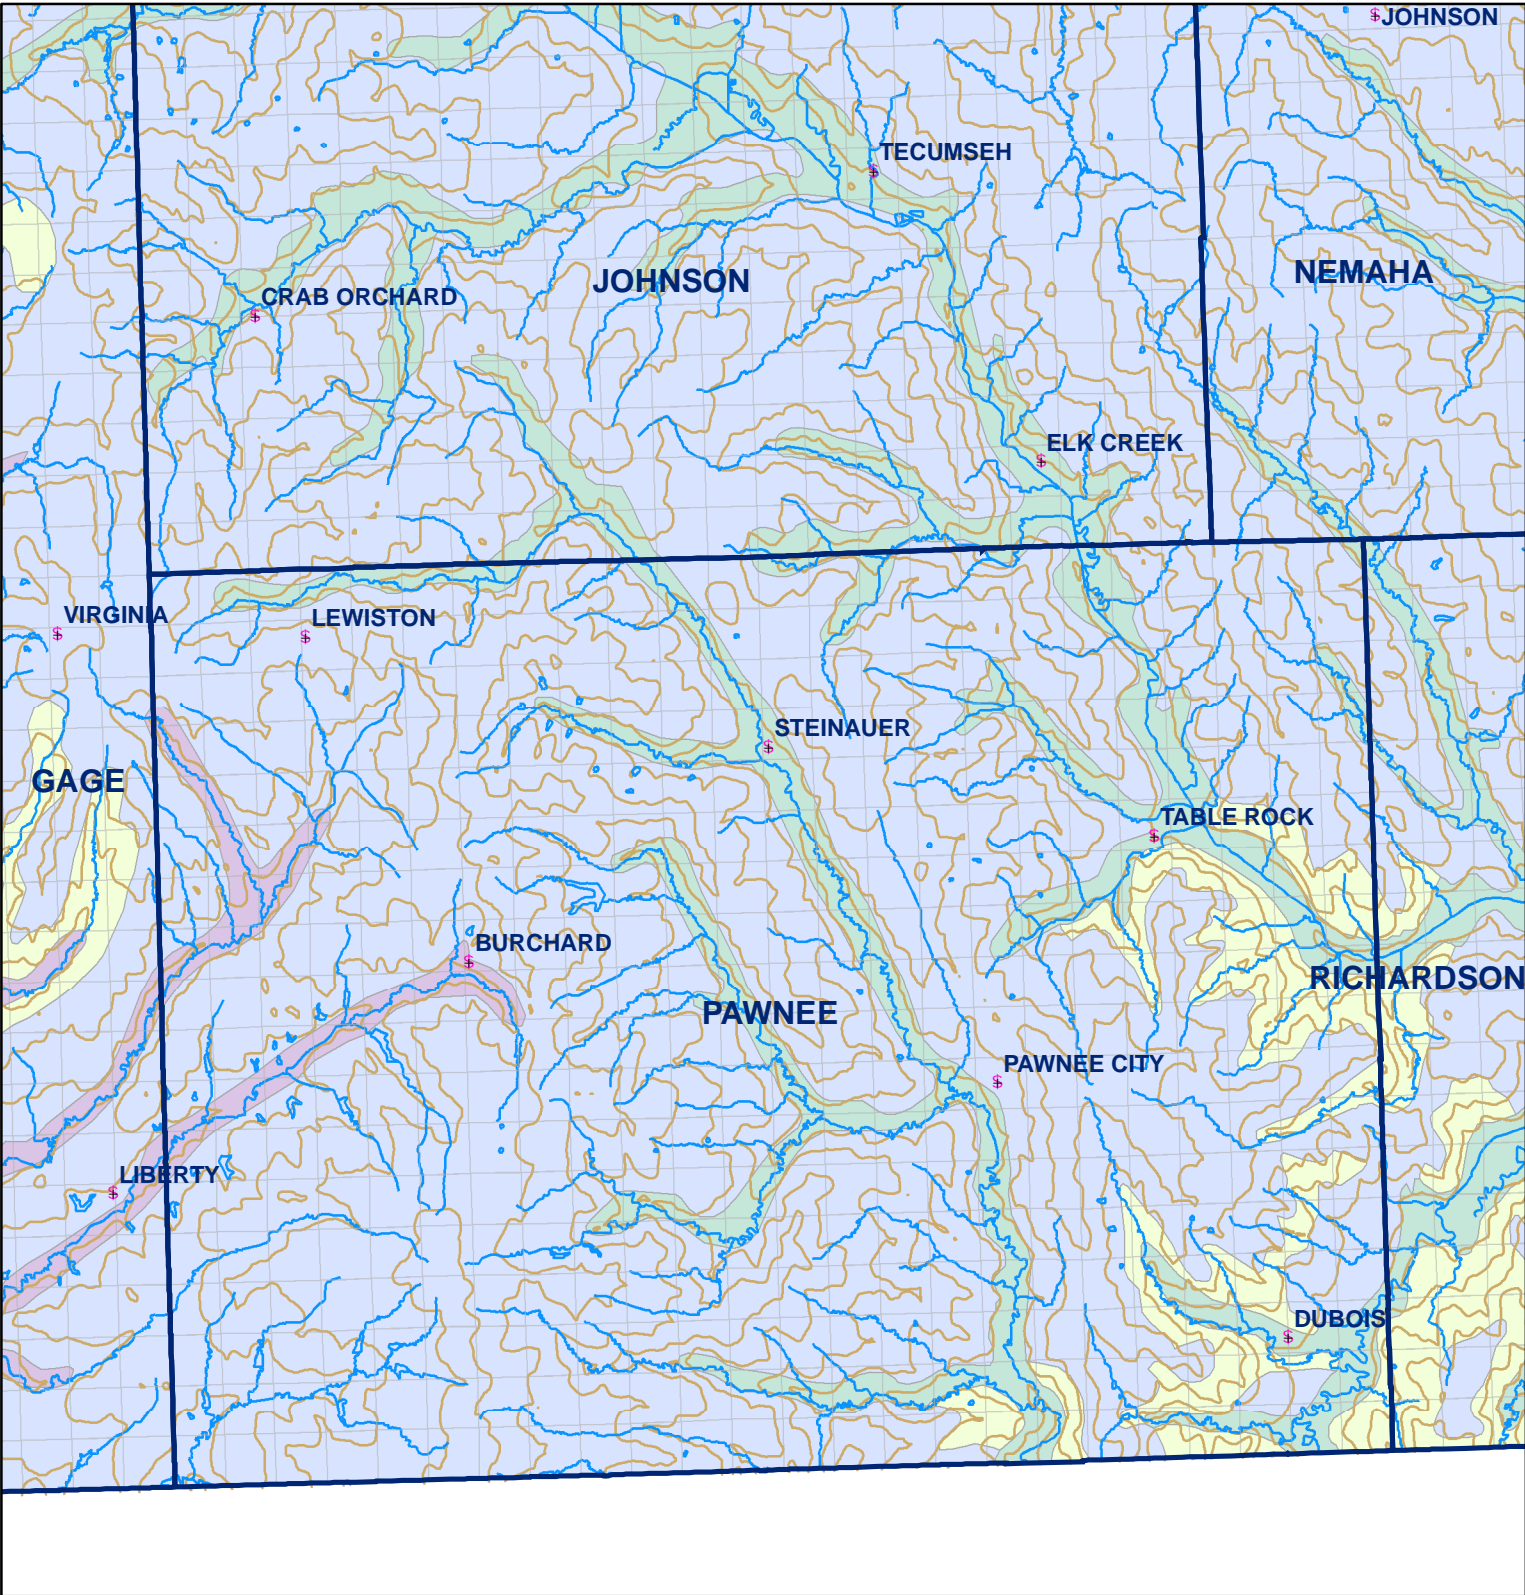 JOHNSON
TECUMSEH
JOHNSON
NEMAHA
CRAB ORCHARD
ELK CREEK
VIRGINIA
LEWISTON
STEINAUER
GAGE
TABLE ROCK
BURCHARD
RICHARDSON
PAWNEE
PAWNEE CITY
LIBERTY
DUBOIS